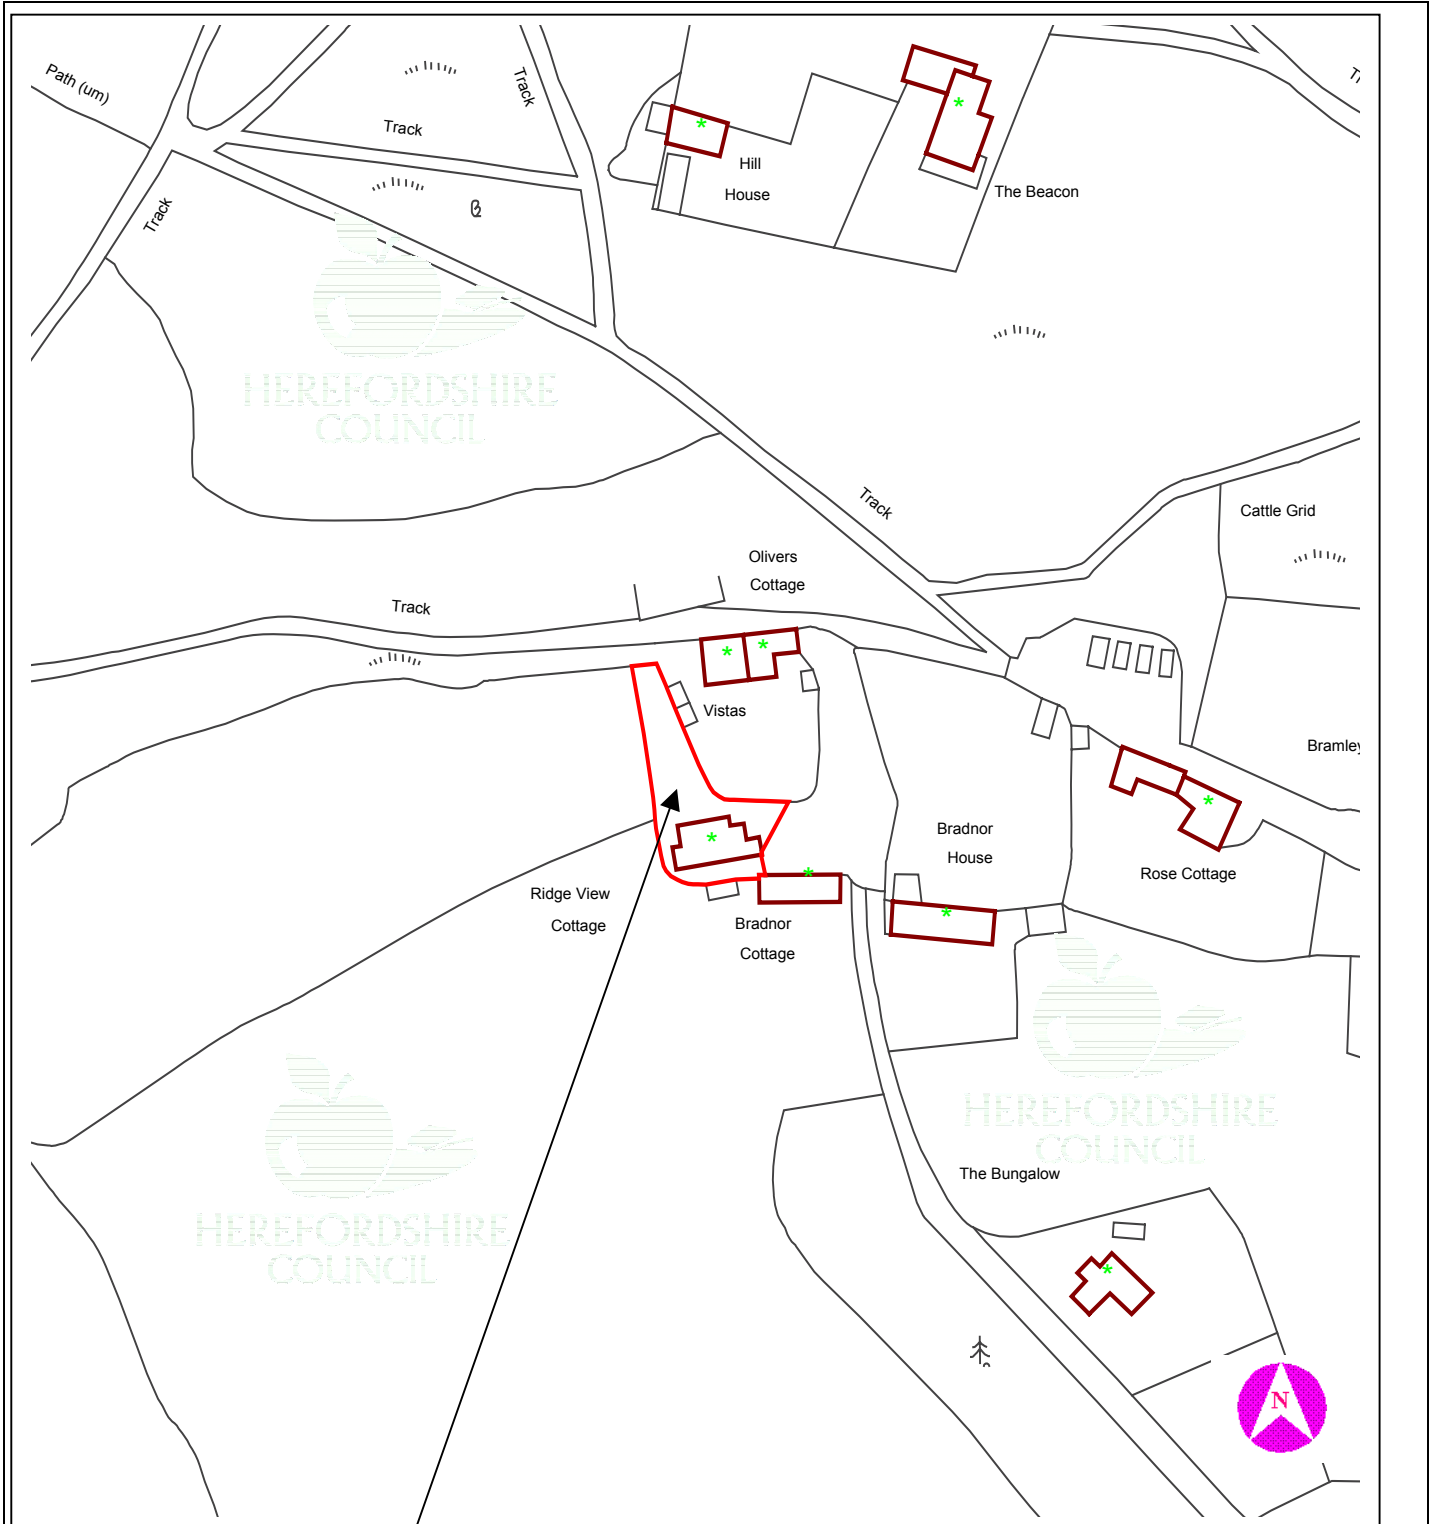 Path (um)
Track
Track
Track
Hill
House
The Beacon
Track
HEREFORDSHIRE
COUNCIL
Track
Cattle Grid
Olivers
Cottage
Track
Vistas
Bramley
Bradnor
House
Rose Cottage
Ridge View
Cottage
Bradnor
Cottage
HEREFORDSHIRE
COUNCIL
The Bungalow
HEREFORDSHIRE
COUNCIL
N